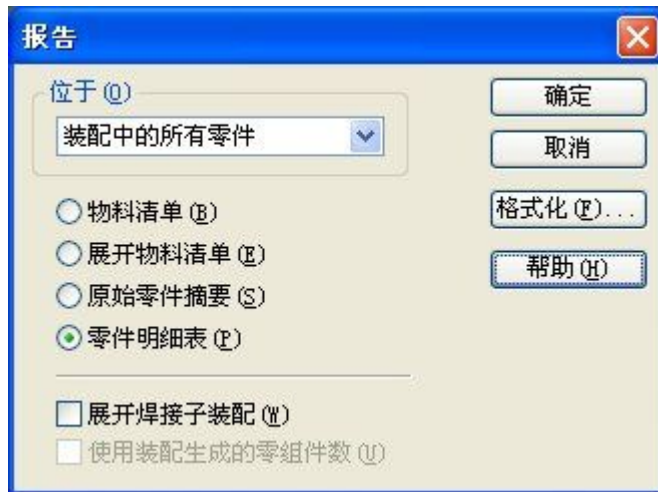 报告
位于(O)
装配中的所有零件
物料清单(B)
展开物料清单(E)
原始零件摘要(S)
零件明细表(P)
展开焊接子装配(W)
使用装配生成的零组件数(U)
确定
取消
格式化(F)...
帮助(H)